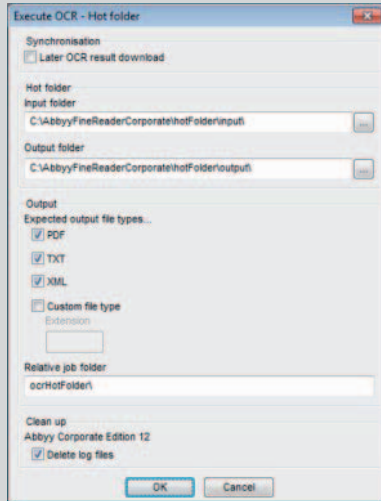 Execute OCR - Hot folder
Synchronisation
Later OCR result download
Hot folder
Input folder
C:\AbbyyFineReaderCorporate\hotFolder\input\
...
Output folder
C:\AbbyyFineReaderCorporate\hotFolder\output\
...
Output
Expected output file types...
PDF
TXT
XML
Custom file type
Extension
Relative job folder
ocrHotFolder\
Clean up
Abbyy Corporate Edition 12
Delete log files
OK Cancel